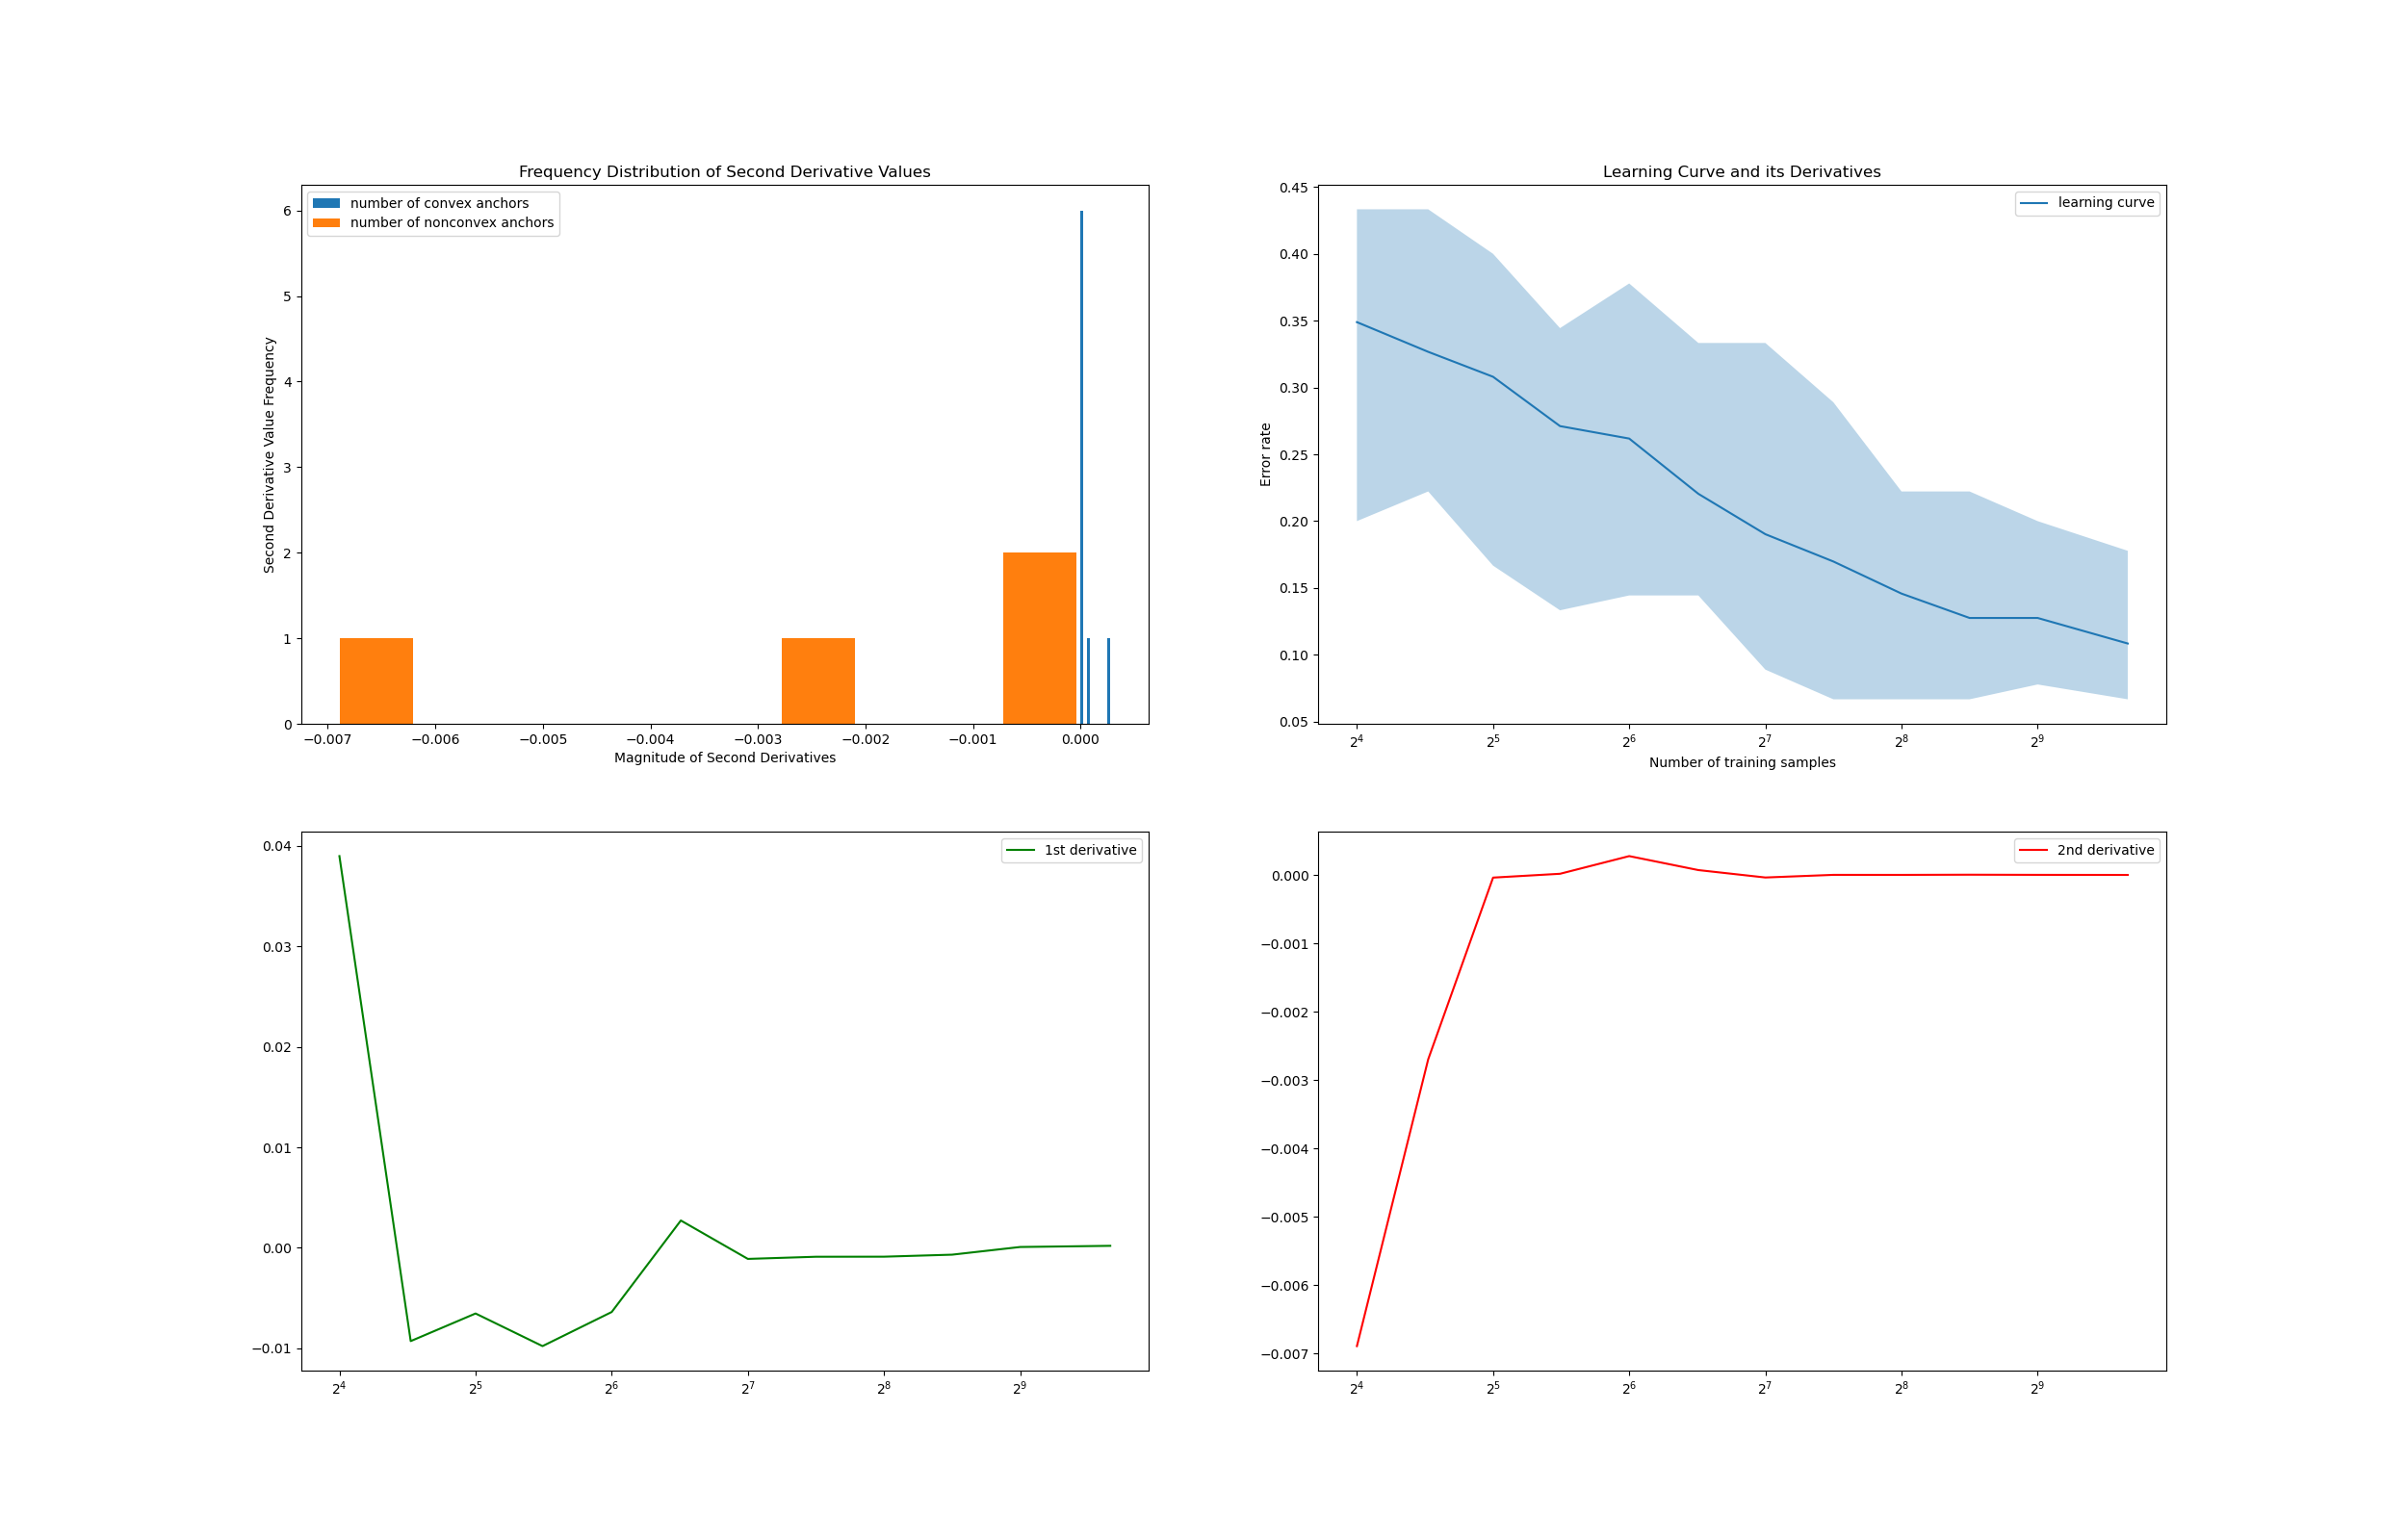 Frequency Distribution of Second Derivative Values
number of convex anchors
number of nonconvex anchors
6
5
4
3
2
1
0
Second Derivative Value Frequency
−0.007 −0.006 −0.005 −0.004 −0.003 −0.002 −0.001 0.000
Magnitude of Second Derivatives
Learning Curve and its Derivatives
learning curve
0.45
0.40
0.35
0.30
0.25
0.20
0.15
0.10
0.05
Error rate
2⁴ 2⁵ 2⁶ 2⁷ 2⁸ 2⁹
Number of training samples
1st derivative
0.04
0.03
0.02
0.01
0.00
−0.01
2⁴ 2⁵ 2⁶ 2⁷ 2⁸ 2⁹
2nd derivative
0.000
−0.001
−0.002
−0.003
−0.004
−0.005
−0.006
−0.007
2⁴ 2⁵ 2⁶ 2⁷ 2⁸ 2⁹